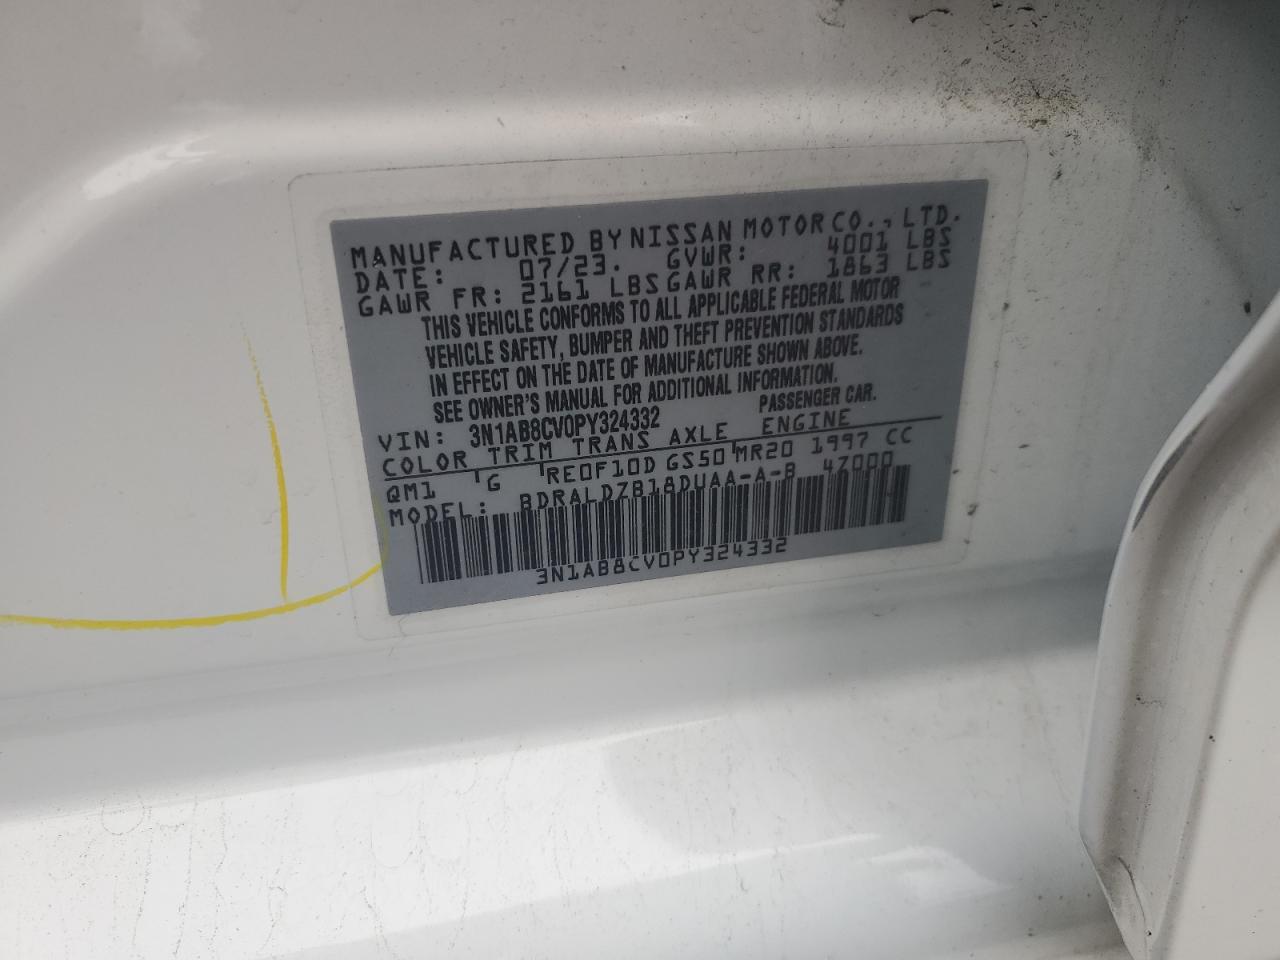 MANUFACTURED BY NISSAN MOTOR CO., LTD.
DATE: 07/23. GVWR: 4001 LBS
GAWR FR: 2161 LBS GAWR RR: 1863 LBS
THIS VEHICLE CONFORMS TO ALL APPLICABLE FEDERAL MOTOR
VEHICLE SAFETY, BUMPER AND THEFT PREVENTION STANDARDS
IN EFFECT ON THE DATE OF MANUFACTURE SHOWN ABOVE.
SEE OWNER'S MANUAL FOR ADDITIONAL INFORMATION.
VIN: 3N1AB8CV0PY324332 PASSENGER CAR.
COLOR TRIM TRANS AXLE ENGINE
QM1 G RE0F10D GS50 MR20 1997 CC
MODEL: BDRALDZB18DUAA-A-B 47000
3N1AB8CV0PY324332